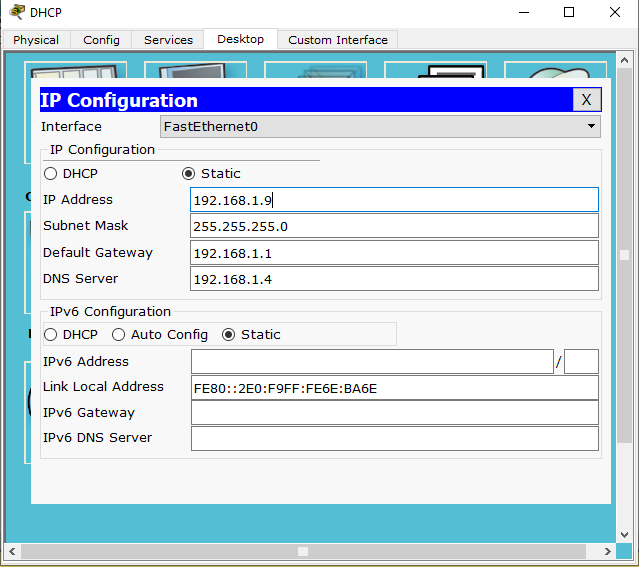 DHCP
Physical Config Services Desktop Custom Interface
IP Configuration X
Interface FastEthernet0
IP Configuration
DHCP Static
IP Address 192.168.1.9
Subnet Mask 255.255.255.0
Default Gateway 192.168.1.1
DNS Server 192.168.1.4
IPv6 Configuration
DHCP Auto Config Static
IPv6 Address /
Link Local Address FE80::2E0:F9FF:FE6E:BA6E
IPv6 Gateway
IPv6 DNS Server